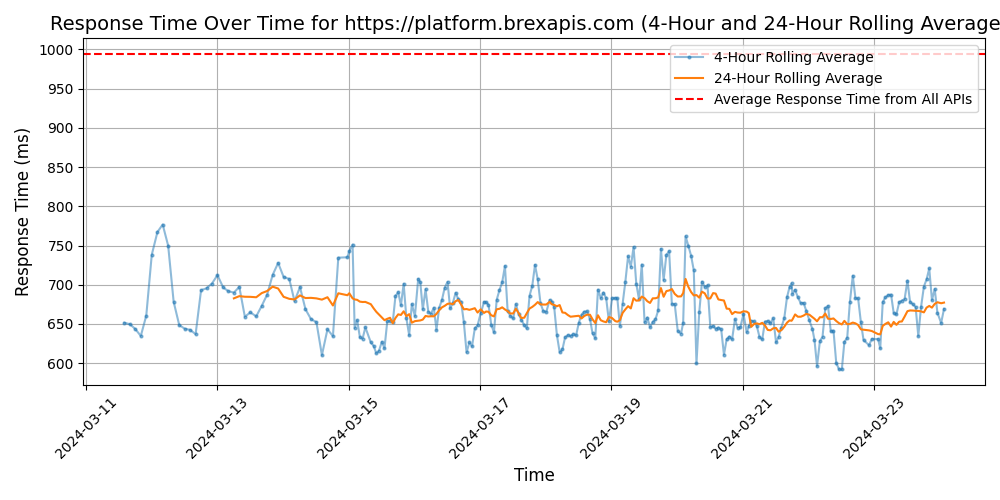 Response Time Over Time for https://platform.brexapis.com (4-Hour and 24-Hour Rolling Average
1000
950
900
850
800
750
700
650
600
Response Time (ms)
4-Hour Rolling Average
24-Hour Rolling Average
Average Response Time from All APIs
2024-03-11
2024-03-13
2024-03-15
2024-03-17
2024-03-19
2024-03-21
2024-03-23
Time